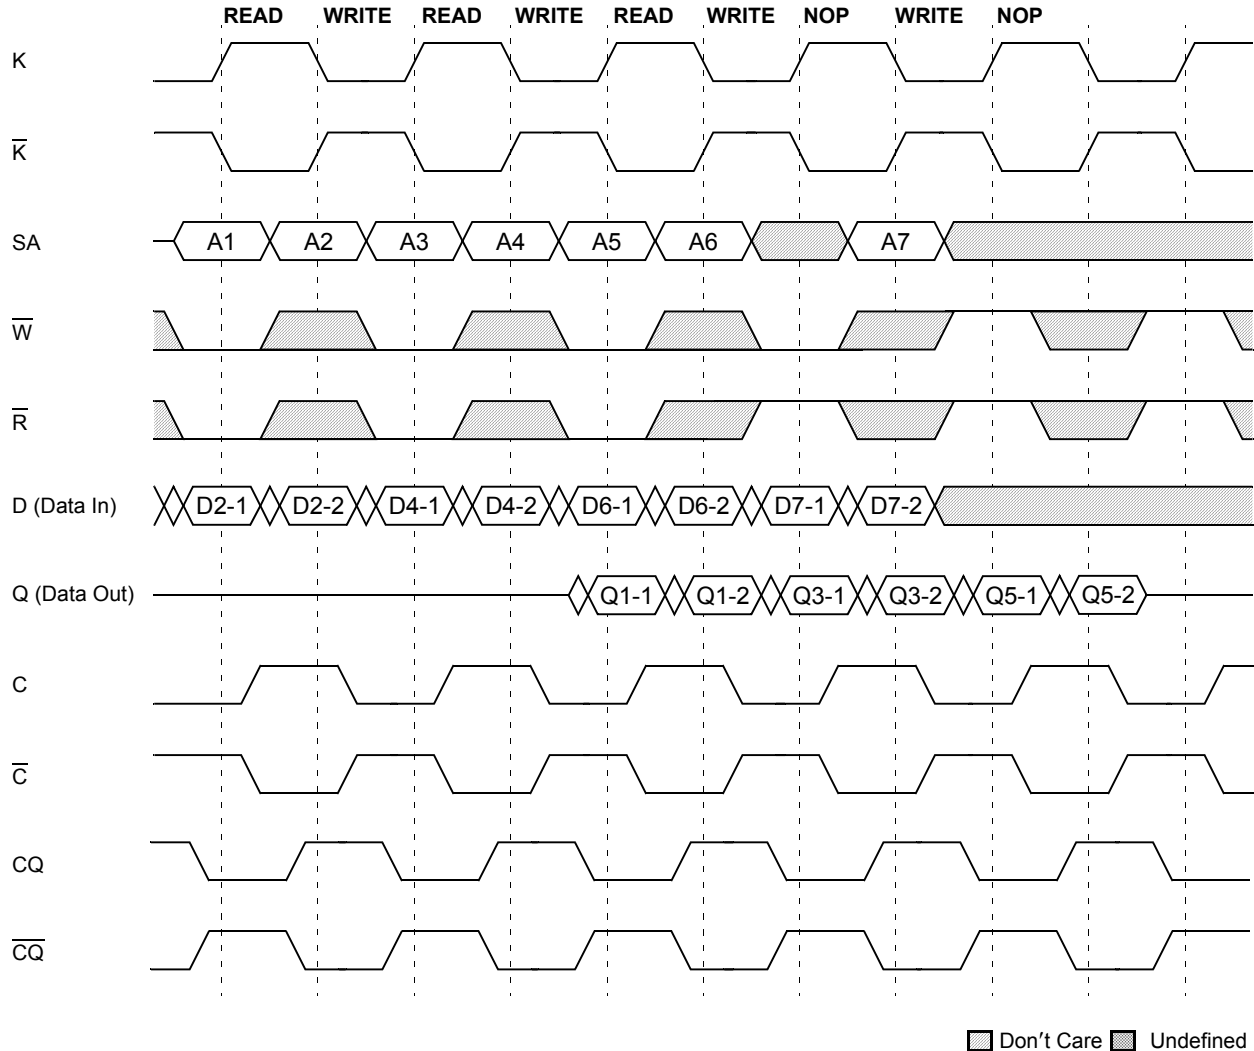 READ WRITE READ WRITE READ WRITE NOP WRITE NOP
K
K̅
SA A1 A2 A3 A4 A5 A6 A7
W̅
R̅
D (Data In) D2-1 D2-2 D4-1 D4-2 D6-1 D6-2 D7-1 D7-2
Q (Data Out) Q1-1 Q1-2 Q3-1 Q3-2 Q5-1 Q5-2
C
C̅
CQ
C̅Q̅
Don't Care Undefined